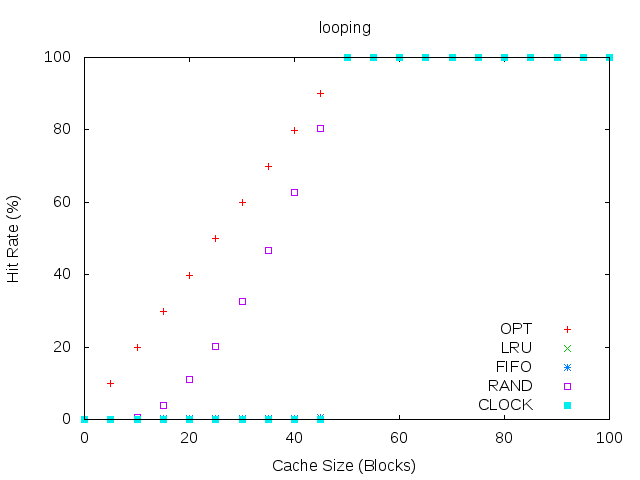 looping
100
80
60
40
20
0
Hit Rate (%)
OPT
LRU
FIFO
RAND
CLOCK
0 20 40 60 80 100
Cache Size (Blocks)